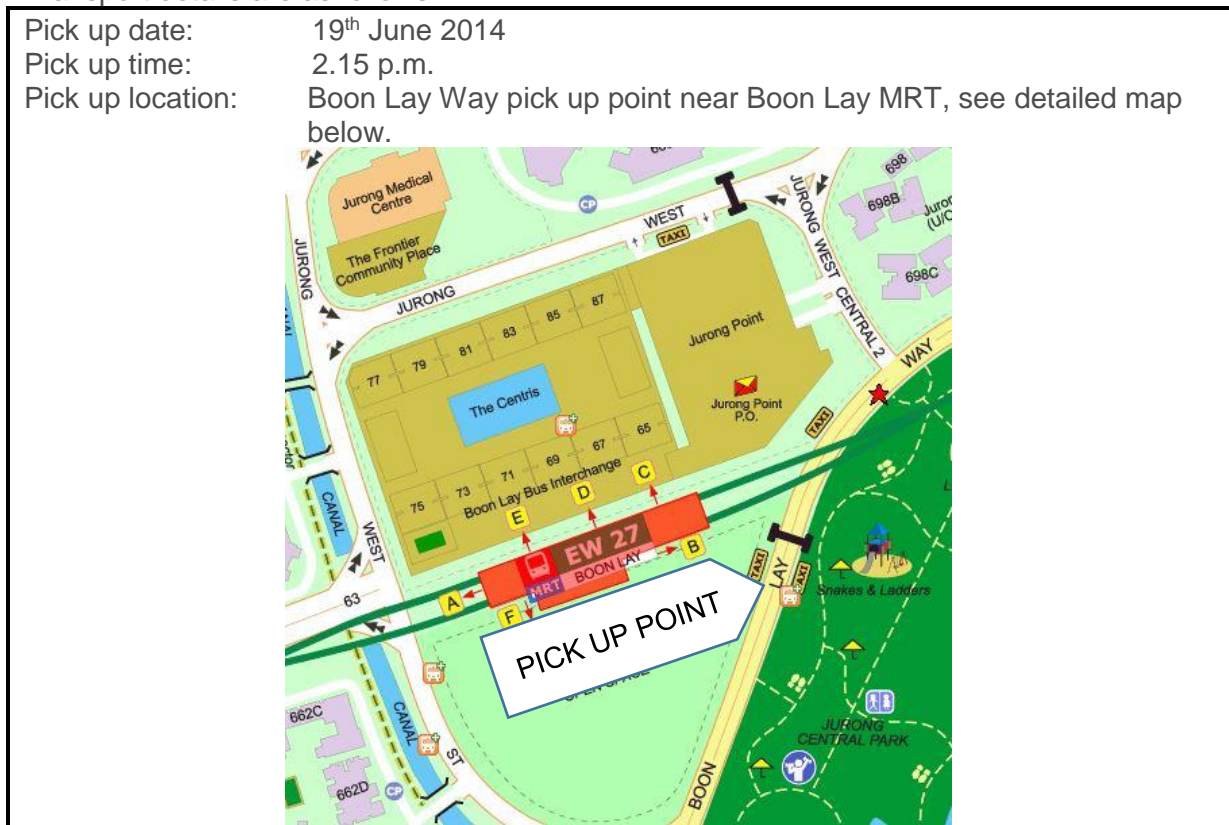 Pick up date: 19th June 2014
Pick up time: 2.15 p.m.
Pick up location: Boon Lay Way pick up point near Boon Lay MRT, see detailed map
below.
Jurong Medical
Centre
The Frontier
Community Place
CP
WEST
TAXI
JURONG
JURONG
JURONG WEST CENTRAL 2
698
698B
698C
(U/C
77
79
81
83
85
87
The Centris
Jurong Point
Jurong Point
P.O.
WAY
TAXI
75
73
71
69
67
65
Boon Lay Bus Interchange
CANAL
WEST
E
D
C
EW 27
BOON LAY
MRT
B
A
F
63
PICK UP POINT
TAXI
LAY
TAXI
Snakes & Ladders
662C
CANAL
ST
662D
CP
BOON
JURONG
CENTRAL PARK